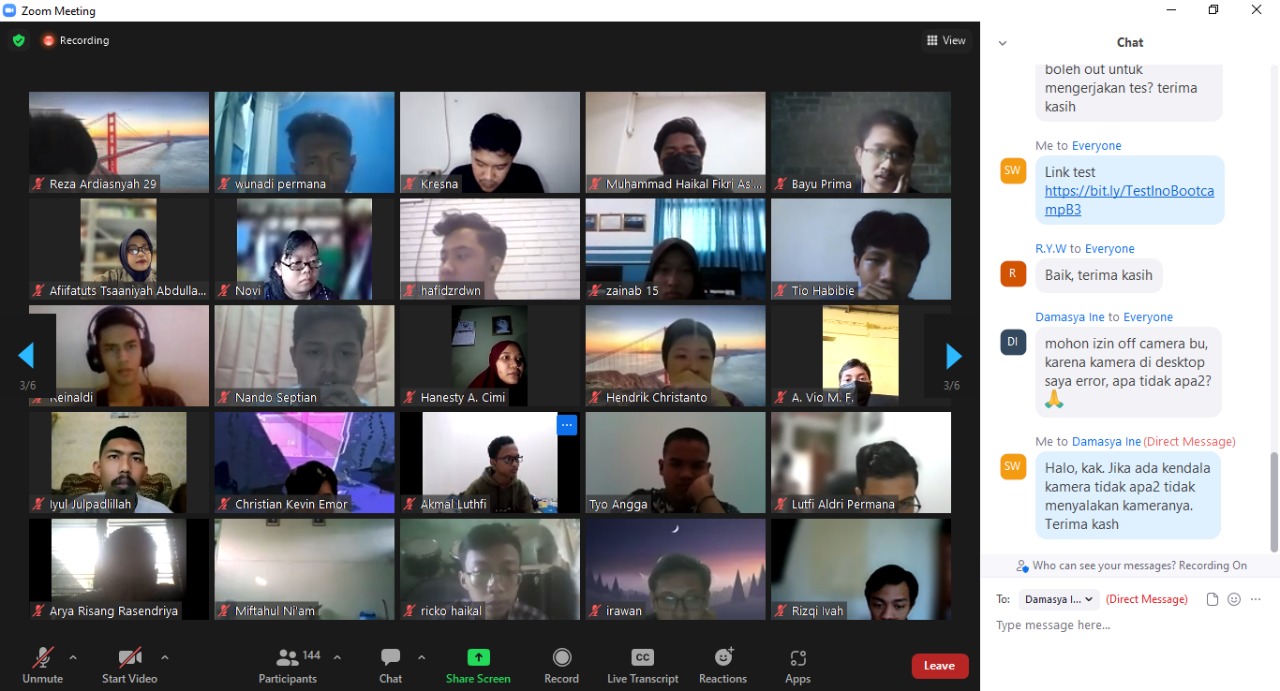 Zoom Meeting
Recording
View
Reza Ardiasnyah 29
wunadi permana
Kresna
Muhammad Haikal Fikri As'...
Bayu Prima
Afiifatuts Tsaaniyah Abdulla...
Novi
hafidzrdwn
zainab 15
Tio Habibie
Reinaldi
Nando Septian
Hanesty A. Cimi
Hendrik Christanto
A. Vio M. F.
3/6
3/6
Iyul Julpadlillah
Christian Kevin Emor
Akmal Luthfi
Tyo Angga
Lutfi Aldri Permana
Arya Risang Rasendriya
Miftahul Ni'am
ricko haikal
irawan
Rizqi Ivah
Unmute
Start Video
144
Participants
Chat
Share Screen
Record
CC
Live Transcript
Reactions
Apps
Leave
Chat
boleh out untuk
mengerjakan tes? terima
kasih
Me to Everyone
SW
Link test
https://bit.ly/TestInoBootca
mpB3
R.Y.W to Everyone
R
Baik, terima kasih
Damasya Ine to Everyone
DI
mohon izin off camera bu,
karena kamera di desktop
saya error, apa tidak apa2?
🙏
Me to Damasya Ine (Direct Message)
SW
Halo, kak. Jika ada kendala
kamera tidak apa2 tidak
menyalakan kameranya.
Terima kash
Who can see your messages? Recording On
To: Damasya I... (Direct Message)
Type message here...